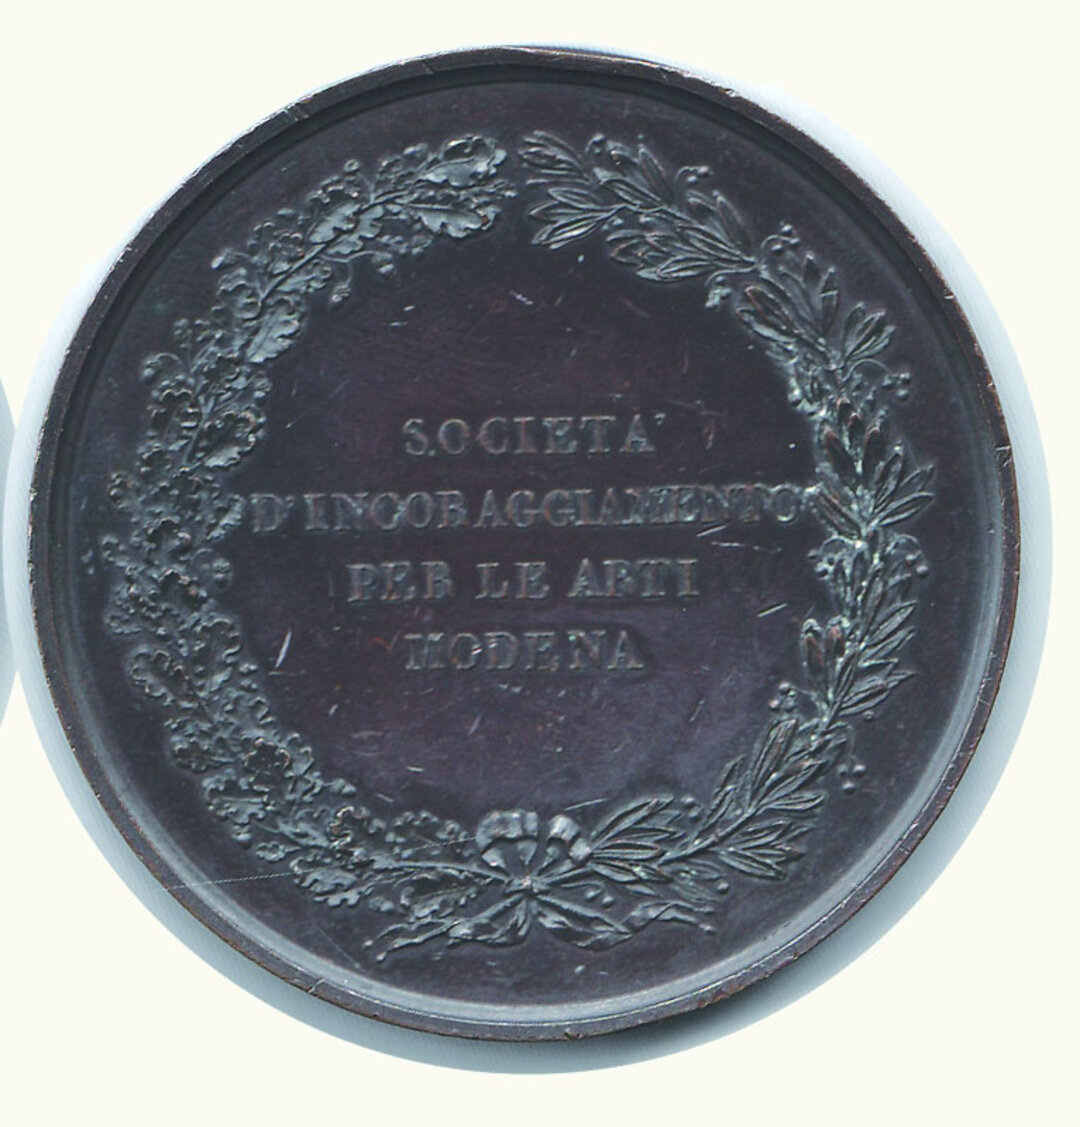 SOCIETA'
D'INCORAGGIAMENTO
PER LE ARTI
MODENA